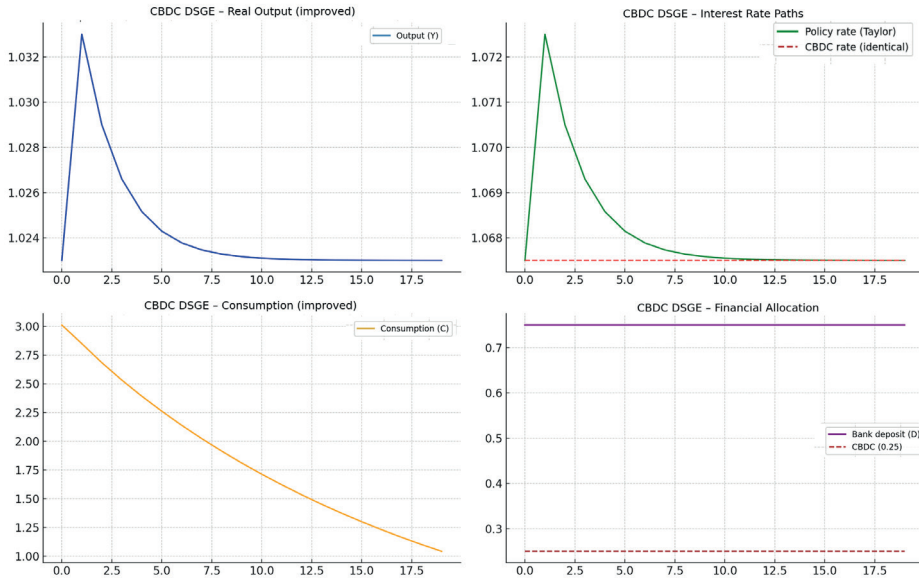 CBDC DSGE – Real Output (improved)
Output (Y)
1.032
1.030
1.028
1.026
1.023
0.0 2.5 5.0 7.5 10.0 12.5 15.0 17.5
CBDC DSGE – Interest Rate Paths
Policy rate (Taylor)
CBDC rate (identical)
1.072
1.071
1.070
1.069
1.068
0.0 2.5 5.0 7.5 10.0 12.5 15.0 17.5
CBDC DSGE – Consumption (improved)
Consumption (C)
3.00
2.75
2.50
2.25
2.00
1.75
1.50
1.25
1.00
0.0 2.5 5.0 7.5 10.0 12.5 15.0 17.5
CBDC DSGE – Financial Allocation
0.7
0.6
0.5
0.4
0.3
Bank deposit (D)
CBDC (0.25)
0.0 2.5 5.0 7.5 10.0 12.5 15.0 17.5